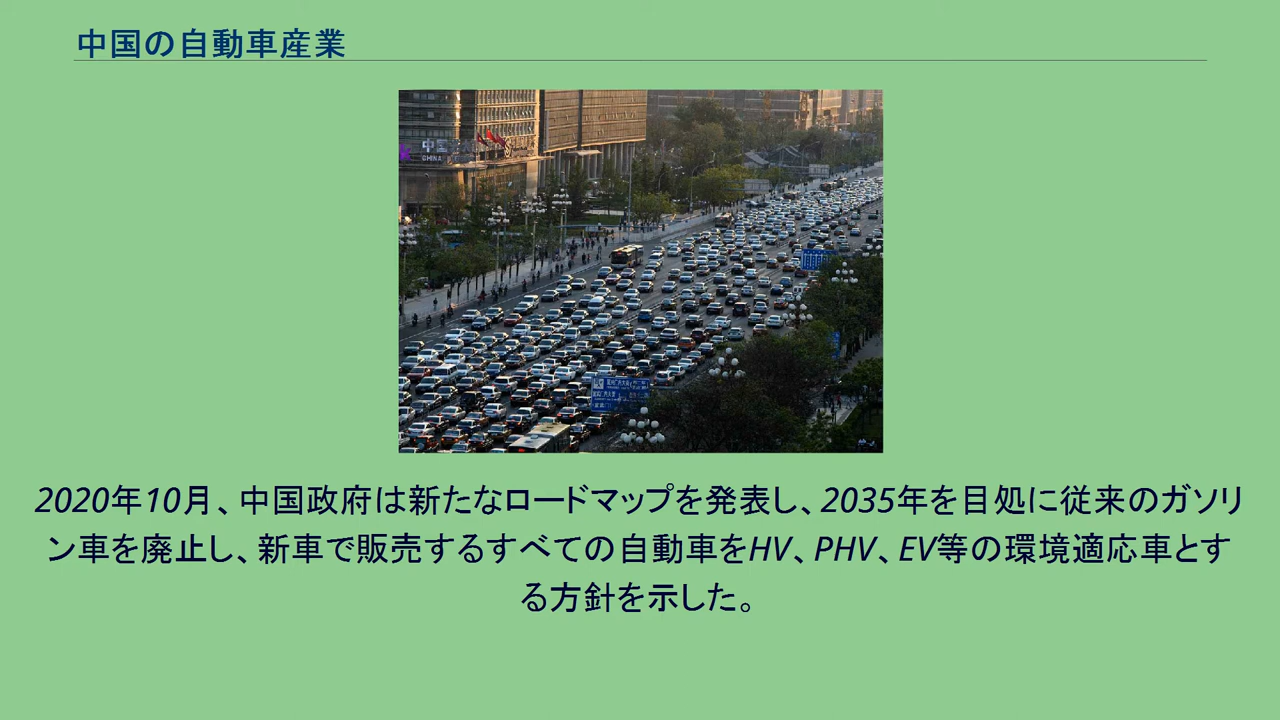 中国の自動車産業
中国
CHINA
2020年10月、中国政府は新たなロードマップを発表し、2035年を目処に従来のガソリ
ン車を廃止し、新車で販売するすべての自動車をHV、PHV、EV等の環境適応車とす
る方針を示した。